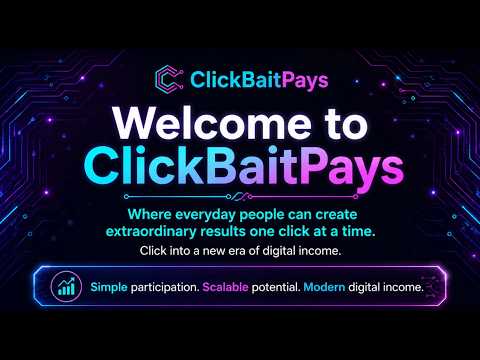 ClickBaitPays
Welcome to
ClickBaitPays
Where everyday people can create
extraordinary results one click at a time.
Click into a new era of digital income.
Simple participation. Scalable potential. Modern digital income.